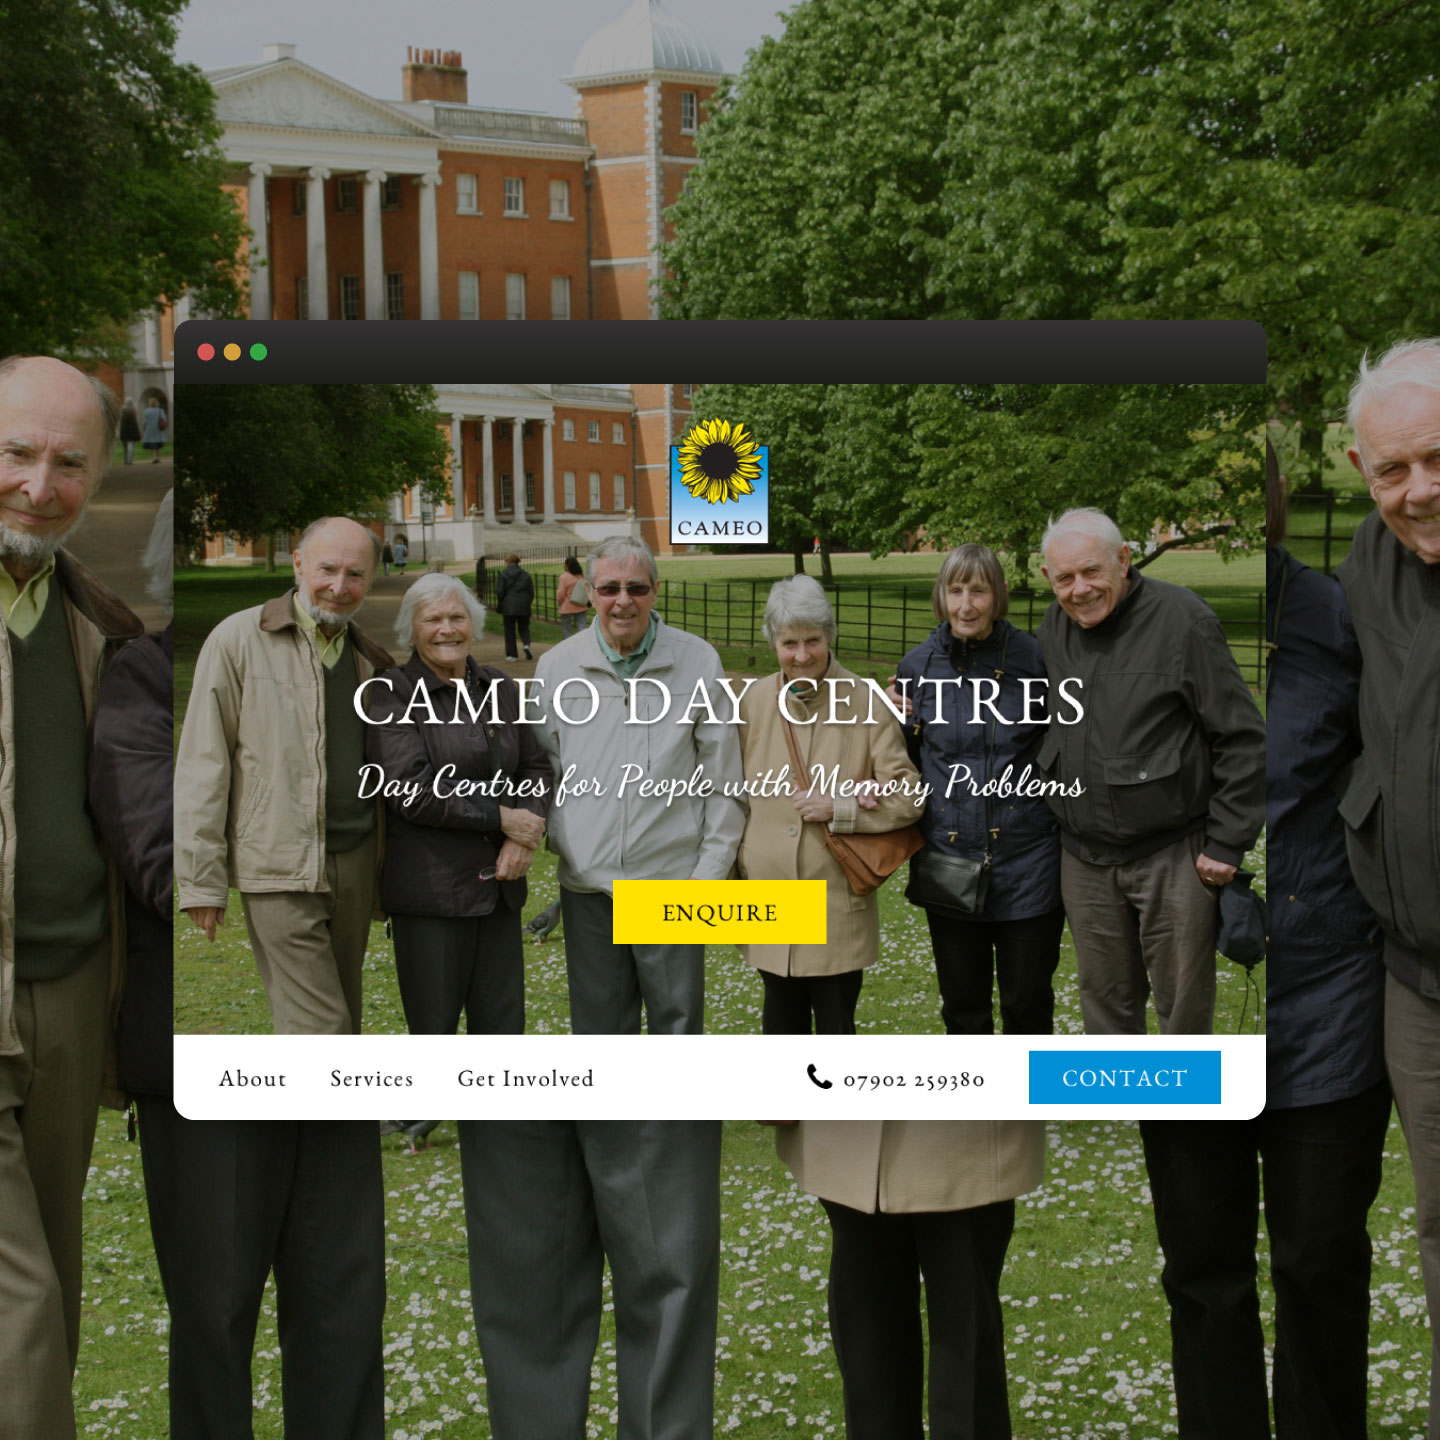 CAMEO
CAMEO DAY CENTRES
Day Centres for People with Memory Problems
ENQUIRE
About Services Get Involved 07902 259380 CONTACT